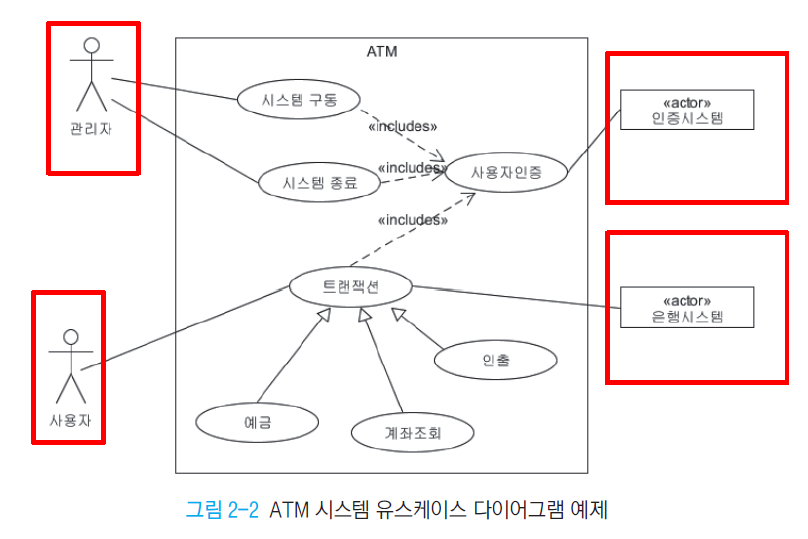 ATM
관리자
시스템 구동
«includes»
«actor»
인증시스템
시스템 종료
«includes»
사용자인증
«includes»
트랜잭션
«actor»
은행시스템
사용자
인출
예금
계좌조회
그림 2-2 ATM 시스템 유스케이스 다이어그램 예제